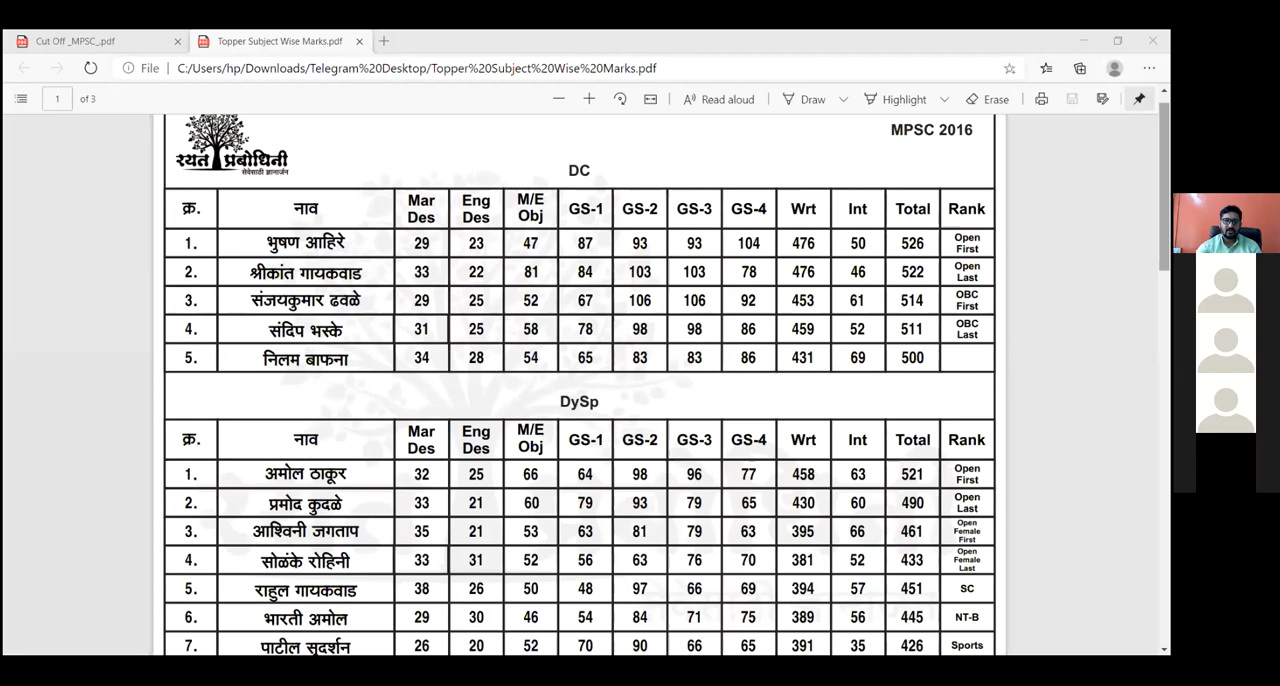 Cut Off _MPSC_.pdf
Topper Subject Wise Marks.pdf
File C:/Users/hp/Downloads/Telegram%20Desktop/Topper%20Subject%20Wise%20Marks.pdf
1 of 3 Read aloud Draw Highlight Erase
MPSC 2016
रयत प्रबोधिनी
सेवेसाठी ज्ञानार्जन
DC
क्र. नाव Mar Des Eng Des M/E Obj GS-1 GS-2 GS-3 GS-4 Wrt Int Total Rank
1. भुषण आहिरे 29 23 47 87 93 93 104 476 50 526 Open First
2. श्रीकांत गायकवाड 33 22 81 84 103 103 78 476 46 522 Open Last
3. संजयकुमार ढवळे 29 25 52 67 106 106 92 453 61 514 OBC First
4. संदिप भस्के 31 25 58 78 98 98 86 459 52 511 OBC Last
5. निलम बाफना 34 28 54 65 83 83 86 431 69 500
DySp
क्र. नाव Mar Des Eng Des M/E Obj GS-1 GS-2 GS-3 GS-4 Wrt Int Total Rank
1. अमोल ठाकूर 32 25 66 64 98 96 77 458 63 521 Open First
2. प्रमोद कुदळे 33 21 60 79 93 79 65 430 60 490 Open Last
3. आश्विनी जगताप 35 21 53 63 81 79 63 395 66 461 Open Female First
4. सोळंके रोहिनी 33 31 52 56 63 76 70 381 52 433 Open Female Last
5. राहुल गायकवाड 38 26 50 48 97 66 69 394 57 451 SC
6. भारती अमोल 29 30 46 54 84 71 75 389 56 445 NT-B
7. पाटील सूदर्शन 26 20 52 70 90 66 65 391 35 426 Sports